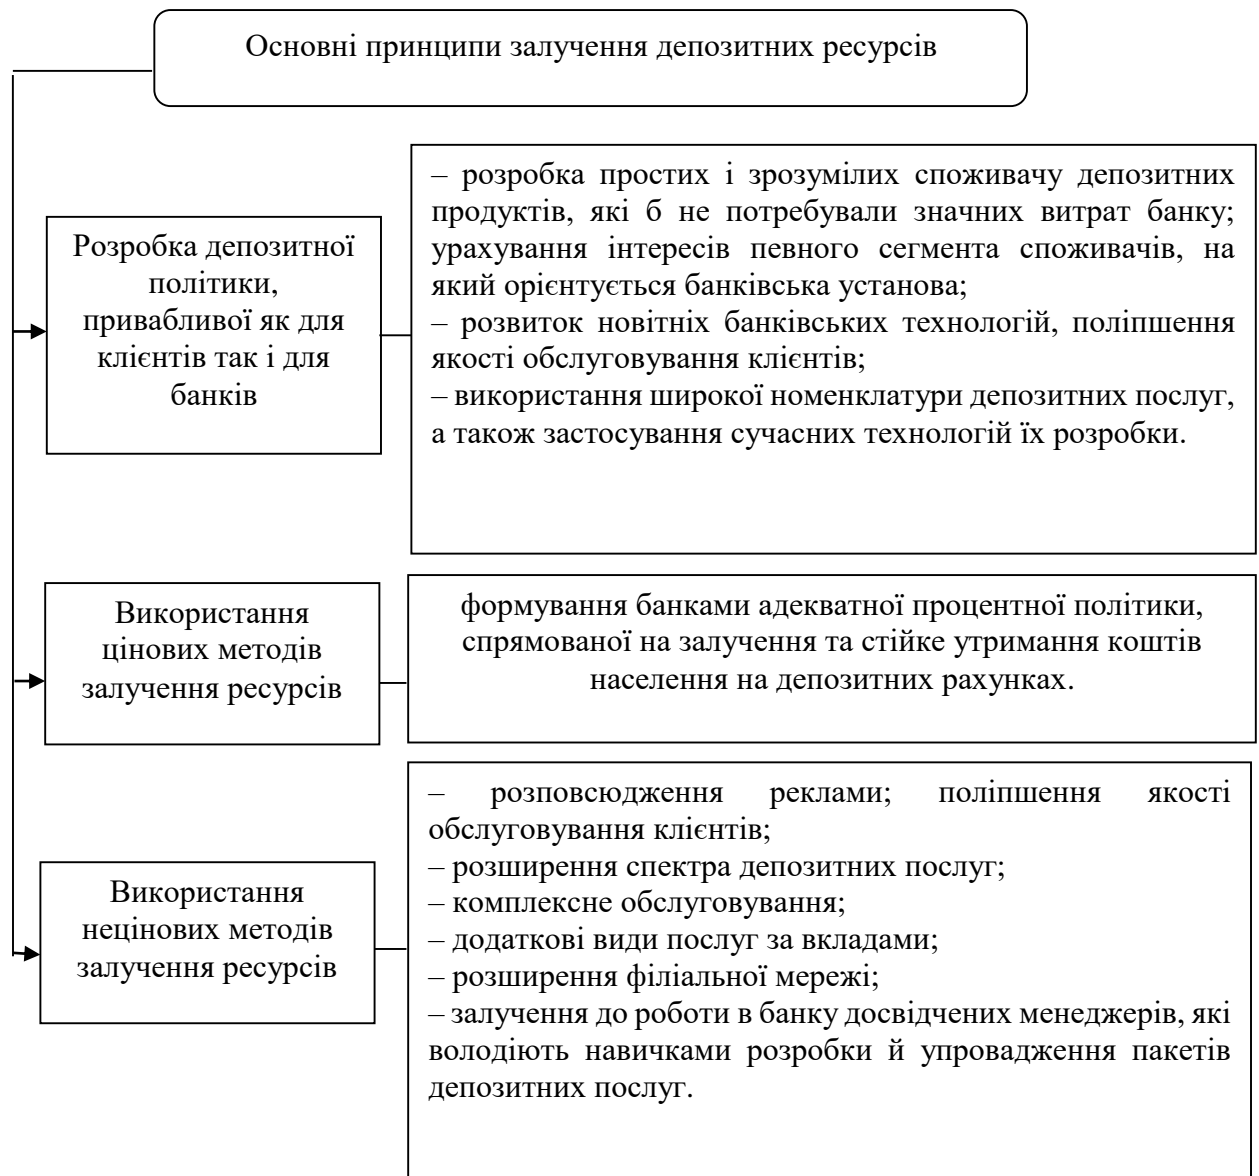 Основні принципи залучення депозитних ресурсів
Розробка депозитної
політики,
привабливої як для
клієнтів так і для
банків
– розробка простих і зрозумілих споживачу депозитних
продуктів, які б не потребували значних витрат банку;
урахування інтересів певного сегмента споживачів, на
який орієнтується банківська установа;
– розвиток новітніх банківських технологій, поліпшення
якості обслуговування клієнтів;
– використання широкої номенклатури депозитних послуг,
а також застосування сучасних технологій їх розробки.
Використання
цінових методів
залучення ресурсів
формування банками адекватної процентної політики,
спрямованої на залучення та стійке утримання коштів
населення на депозитних рахунках.
Використання
нецінових методів
залучення ресурсів
– розповсюдження реклами; поліпшення якості
обслуговування клієнтів;
– розширення спектра депозитних послуг;
– комплексне обслуговування;
– додаткові види послуг за вкладами;
– розширення філіальної мережі;
– залучення до роботи в банку досвідчених менеджерів, які
володіють навичками розробки й упровадження пакетів
депозитних послуг.